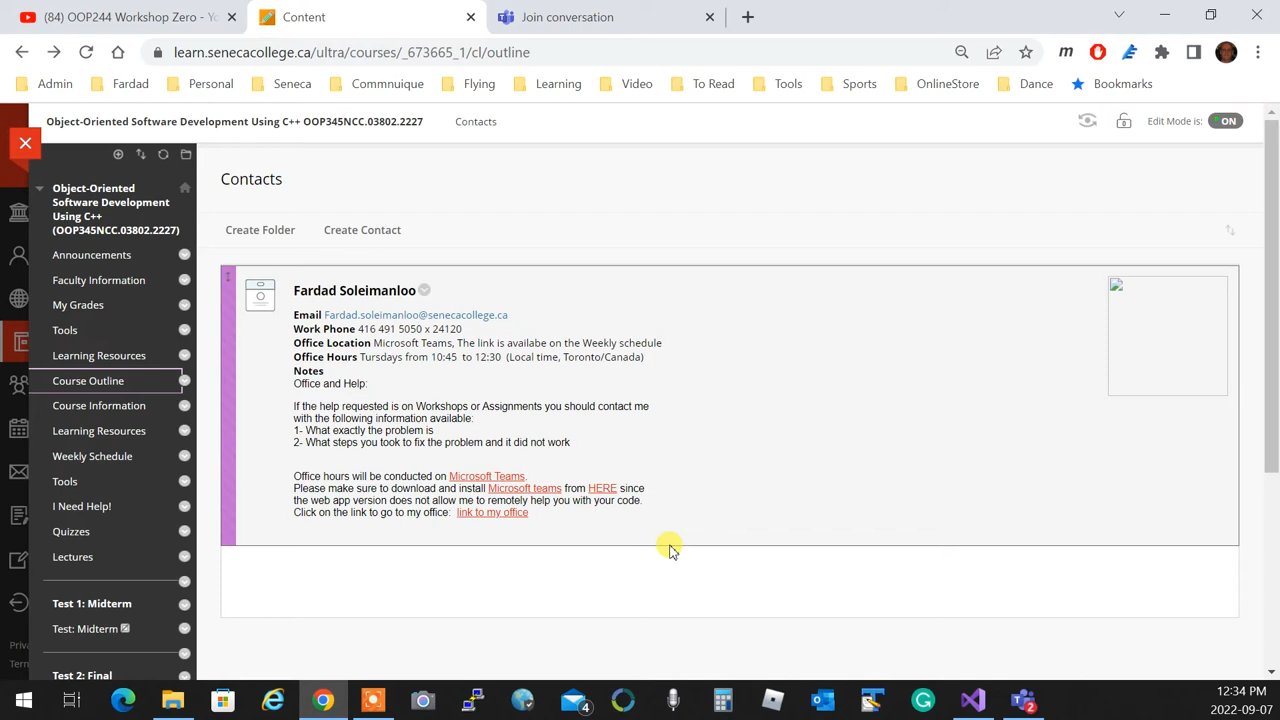 (84) OOP244 Workshop Zero - Yo
Content
Join conversation
learn.senecacollege.ca/ultra/courses/_673665_1/cl/outline
Admin
Fardad
Personal
Seneca
Commnuique
Flying
Learning
Video
To Read
Tools
Sports
OnlineStore
Dance
Bookmarks
Object-Oriented Software Development Using C++ OOP345NCC.03802.2227
Contacts
Edit Mode is:
ON
Object-Oriented
Software Development
Using C++
(OOP345NCC.03802.2227)
Announcements
Faculty Information
My Grades
Tools
Learning Resources
Course Outline
Course Information
Learning Resources
Weekly Schedule
Tools
I Need Help!
Quizzes
Lectures
Test 1: Midterm
Test: Midterm
Test 2: Final
Priv
Term
Contacts
Create Folder
Create Contact
Fardad Soleimanloo
Email Fardad.soleimanloo@senecacollege.ca
Work Phone 416 491 5050 x 24120
Office Location Microsoft Teams, The link is availabe on the Weekly schedule
Office Hours Tursdays from 10:45 to 12:30 (Local time, Toronto/Canada)
Notes
Office and Help:
If the help requested is on Workshops or Assignments you should contact me
with the following information available:
1- What exactly the problem is
2- What steps you took to fix the problem and it did not work
Office hours will be conducted on Microsoft Teams.
Please make sure to download and install Microsoft teams from HERE since
the web app version does not allow me to remotely help you with your code.
Click on the link to go to my office: link to my office
4
2
12:34 PM
2022-09-07